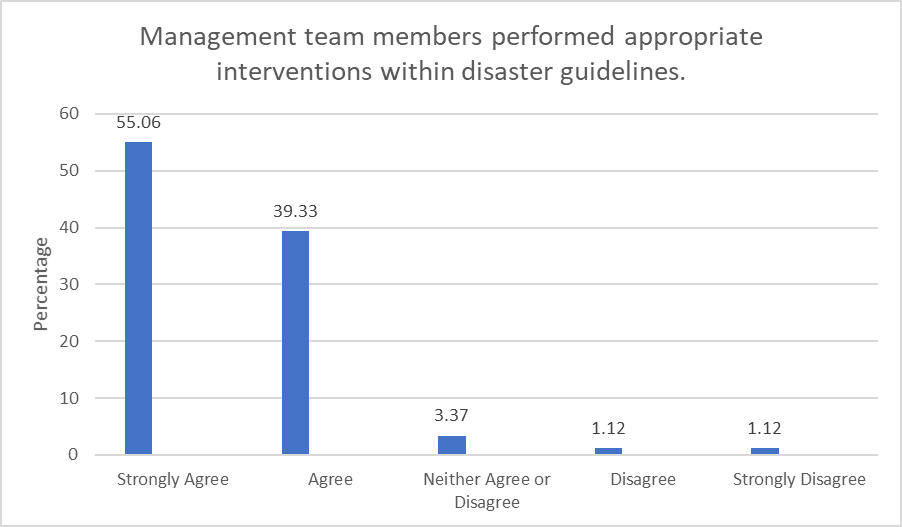 Management team members performed appropriate
interventions within disaster guidelines.
60
50
40
30
20
10
0
Percentage
55.06
39.33
3.37
1.12
1.12
Strongly Agree
Agree
Neither Agree or
Disagree
Disagree
Strongly Disagree